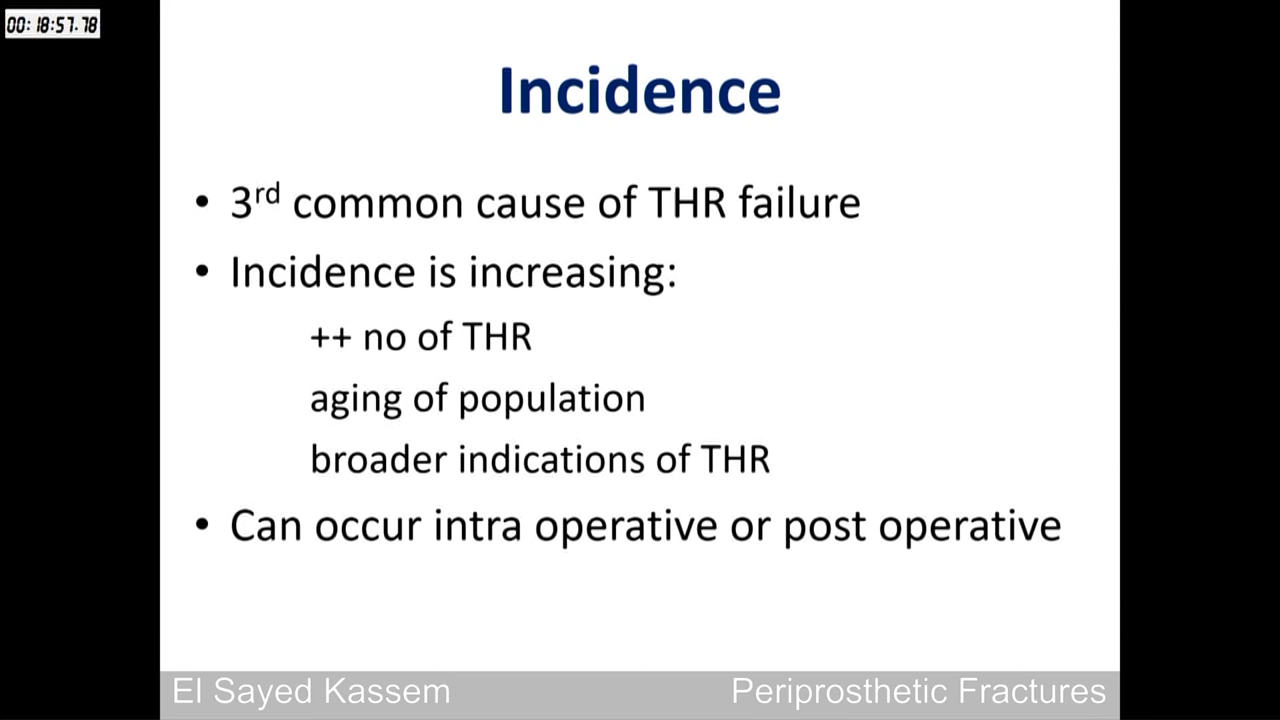 00:18:57.78
Incidence
• 3rd common cause of THR failure
• Incidence is increasing:
++ no of THR
aging of population
broader indications of THR
• Can occur intra operative or post operative
El Sayed Kassem
Periprosthetic Fractures